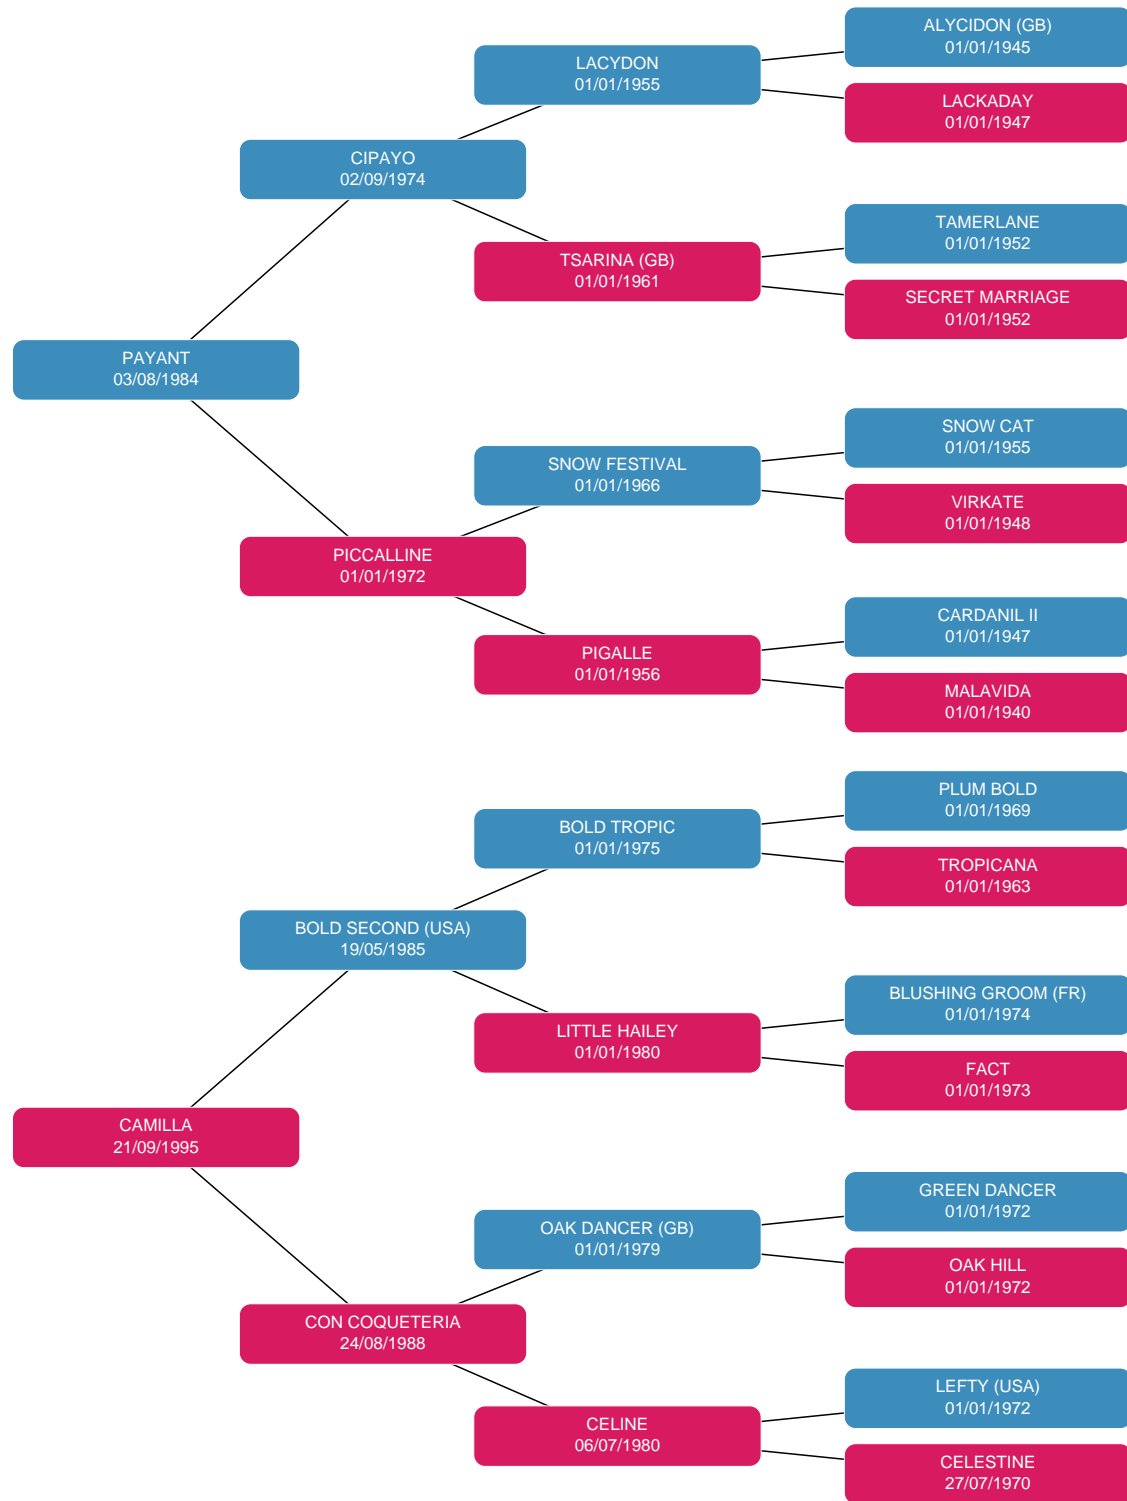 ALYCIDON (GB)
01/01/1945
LACYDON
01/01/1955
LACKADAY
01/01/1947
CIPAYO
02/09/1974
TAMERLANE
01/01/1952
TSARINA (GB)
01/01/1961
SECRET MARRIAGE
01/01/1952
PAYANT
03/08/1984
SNOW CAT
01/01/1955
SNOW FESTIVAL
01/01/1966
VIRKATE
01/01/1948
PICCALLINE
01/01/1972
CARDANIL II
01/01/1947
PIGALLE
01/01/1956
MALAVIDA
01/01/1940
PLUM BOLD
01/01/1969
BOLD TROPIC
01/01/1975
TROPICANA
01/01/1963
BOLD SECOND (USA)
19/05/1985
BLUSHING GROOM (FR)
01/01/1974
LITTLE HAILEY
01/01/1980
FACT
01/01/1973
CAMILLA
21/09/1995
GREEN DANCER
01/01/1972
OAK DANCER (GB)
01/01/1979
OAK HILL
01/01/1972
CON COQUETERIA
24/08/1988
LEFTY (USA)
01/01/1972
CELINE
06/07/1980
CELESTINE
27/07/1970